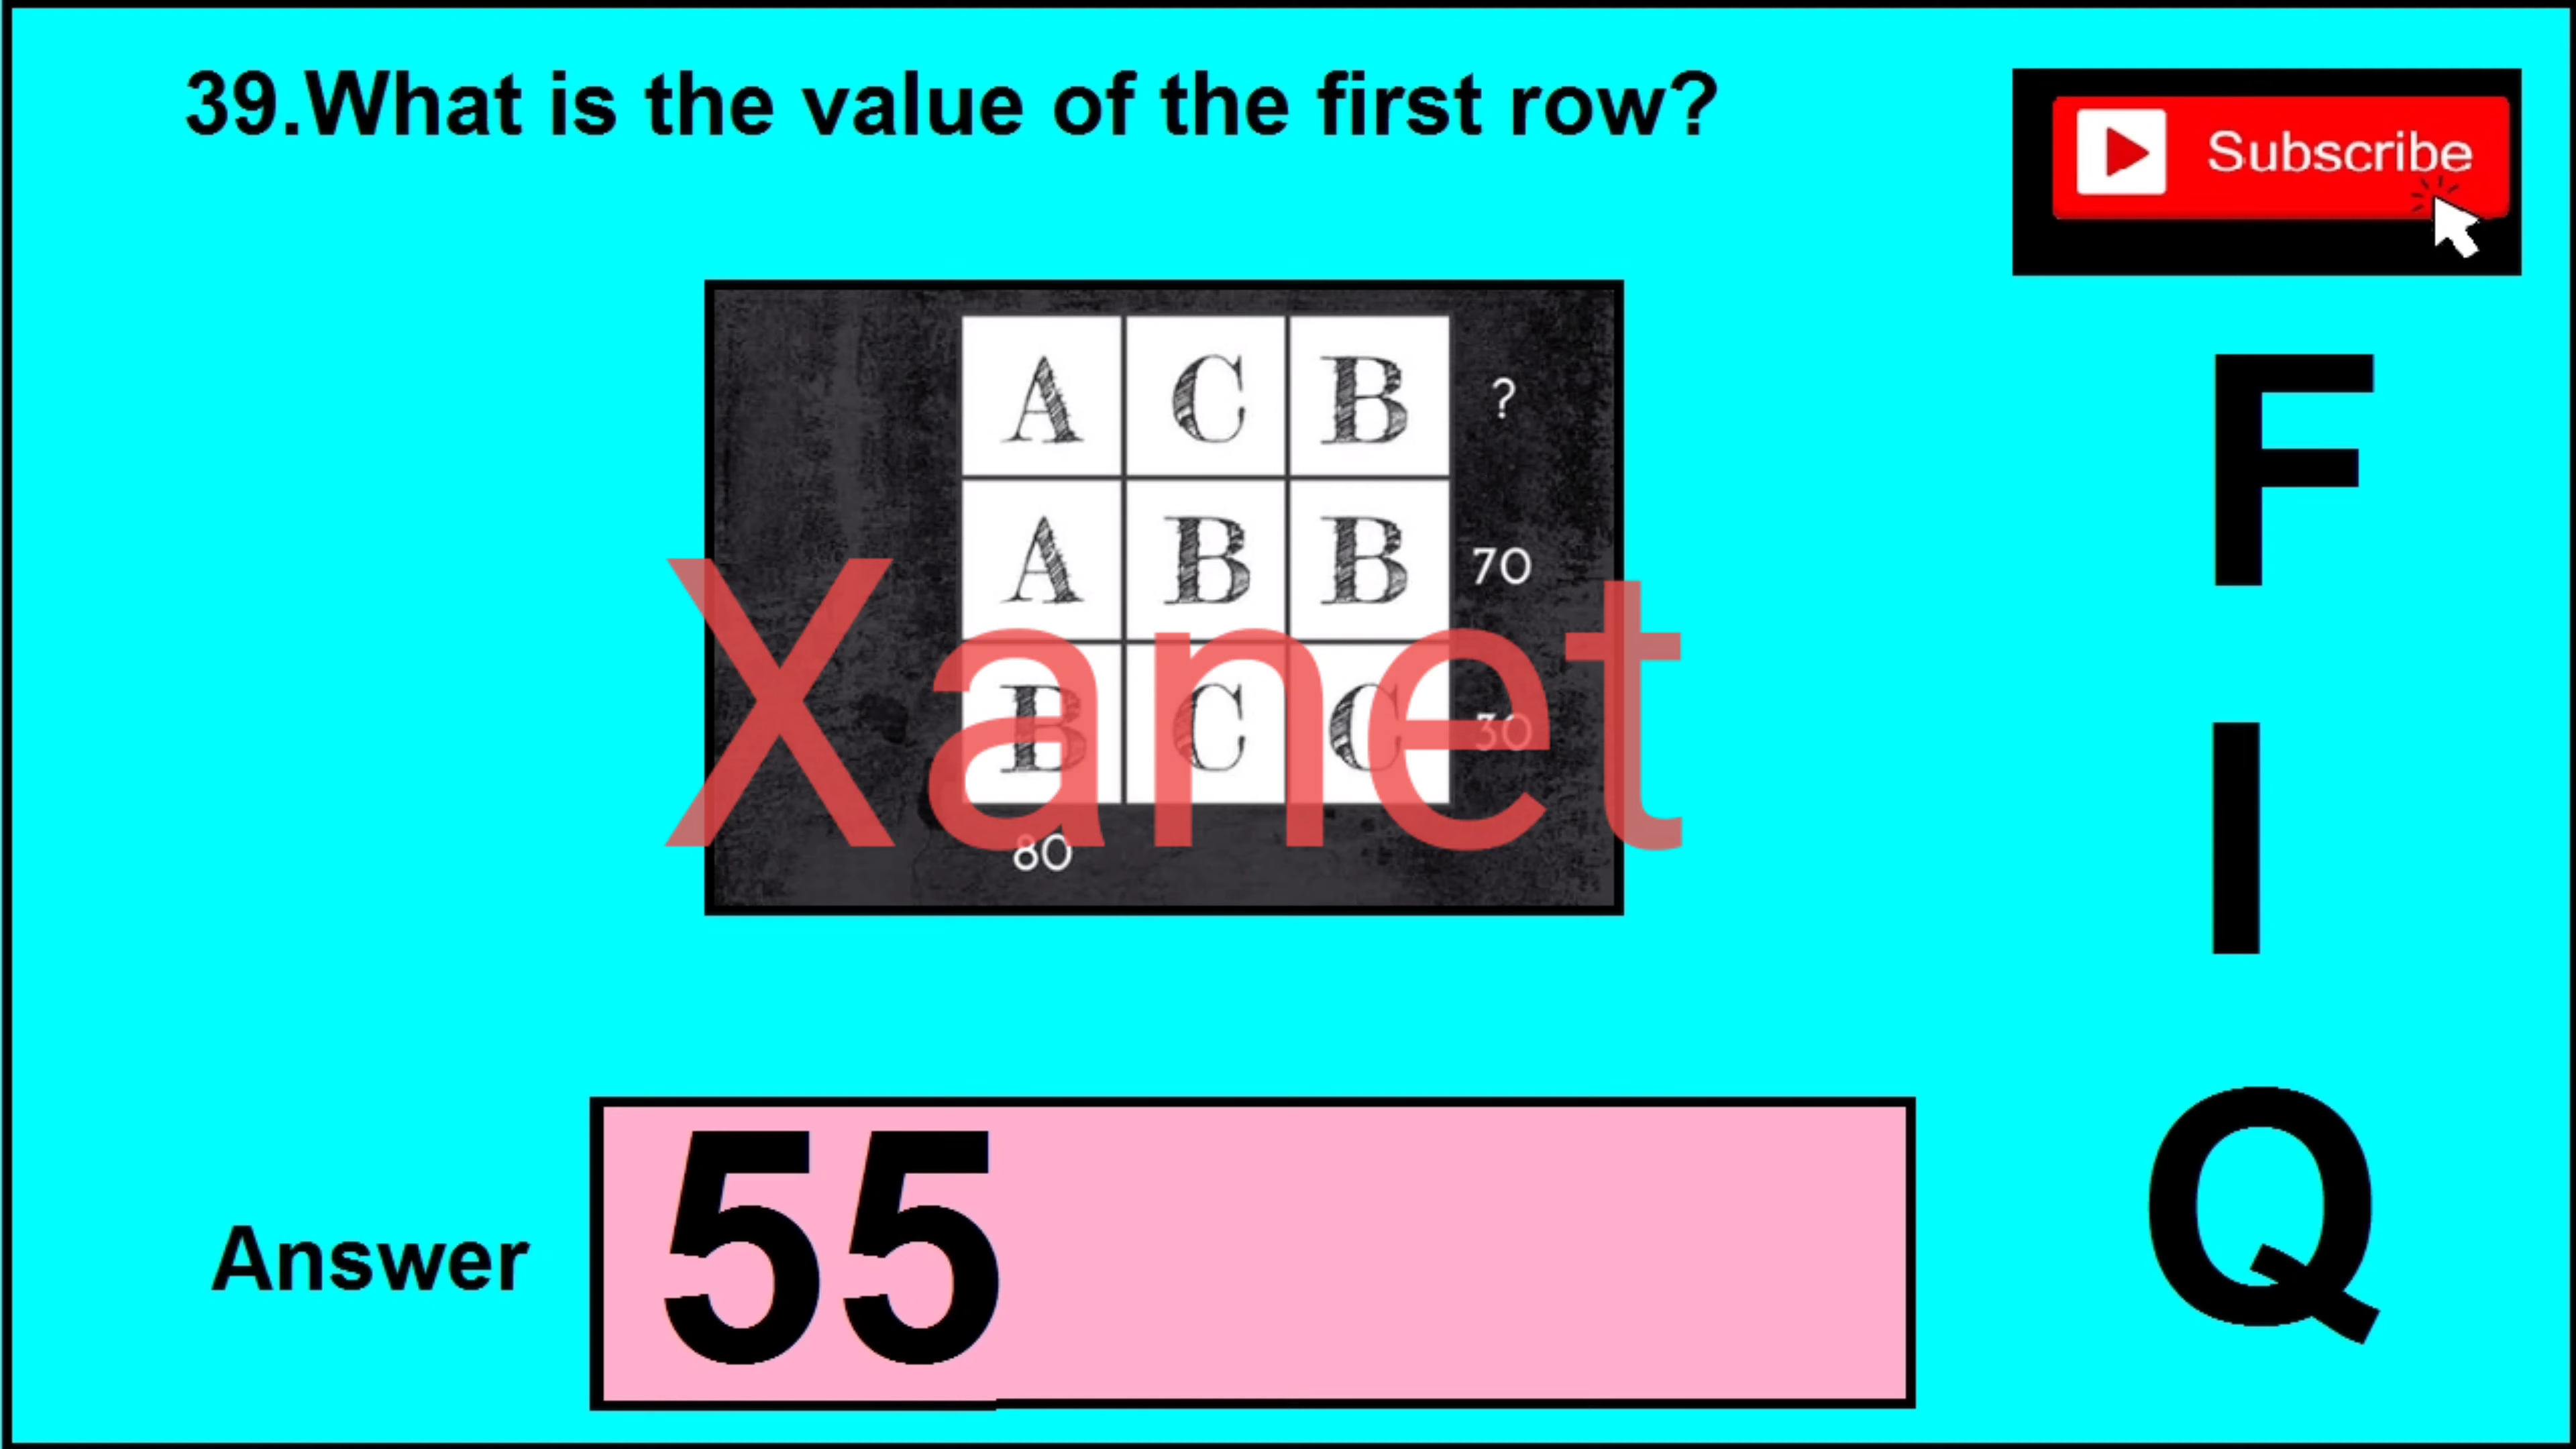 39.What is the value of the first row?
Subscribe
A C B ?
A B B 70
B C C 30
80
Xanet
F
I
Q
Answer 55